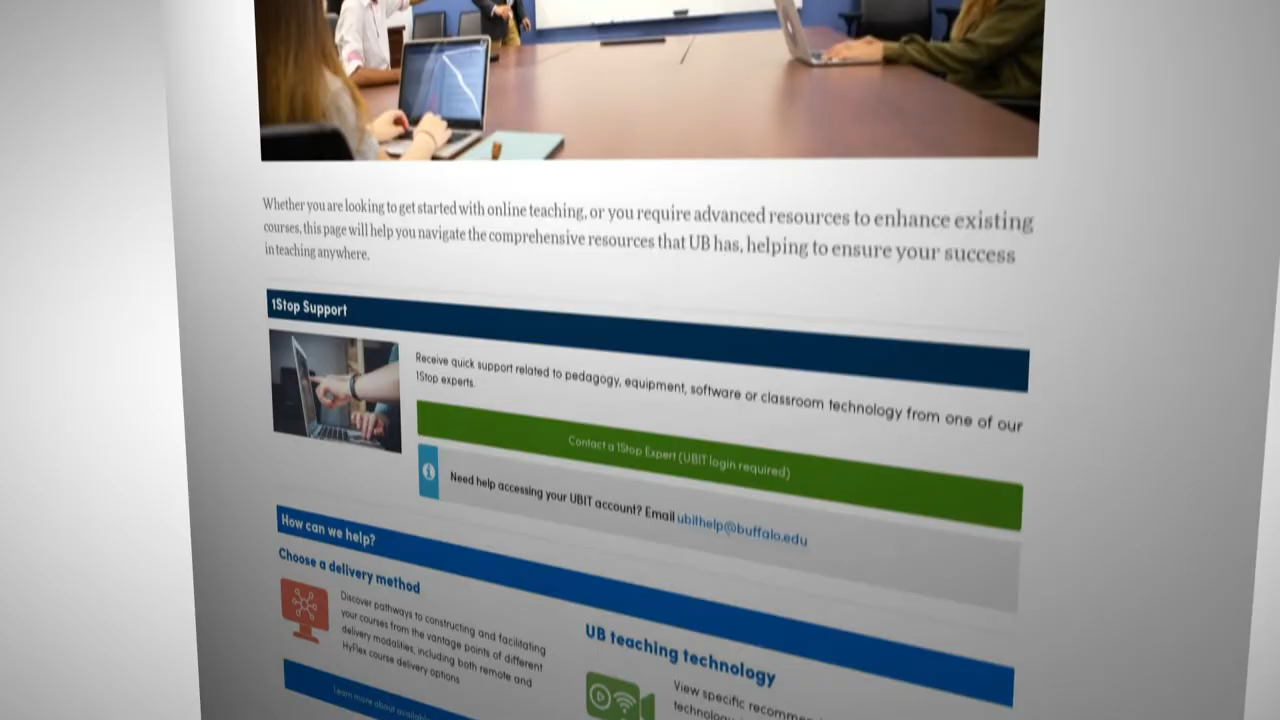 Whether you are looking to get started with online teaching, or you require advanced resources to enhance existing
courses, this page will help you navigate the comprehensive resources that UB has, helping to ensure your success
in teaching anywhere.
1Stop Support
Receive quick support related to pedagogy, equipment, software or classroom technology from one of our
1Stop experts.
Contact a 1Stop Expert (UBIT login required)
Need help accessing your UBIT account? Email ubithelp@buffalo.edu
How can we help?
Choose a delivery method
Discover pathways to constructing and facilitating
your courses from the vantage points of different
delivery modalities, including both remote and
HyFlex course delivery options
Learn more about
UB teaching technology
View specific